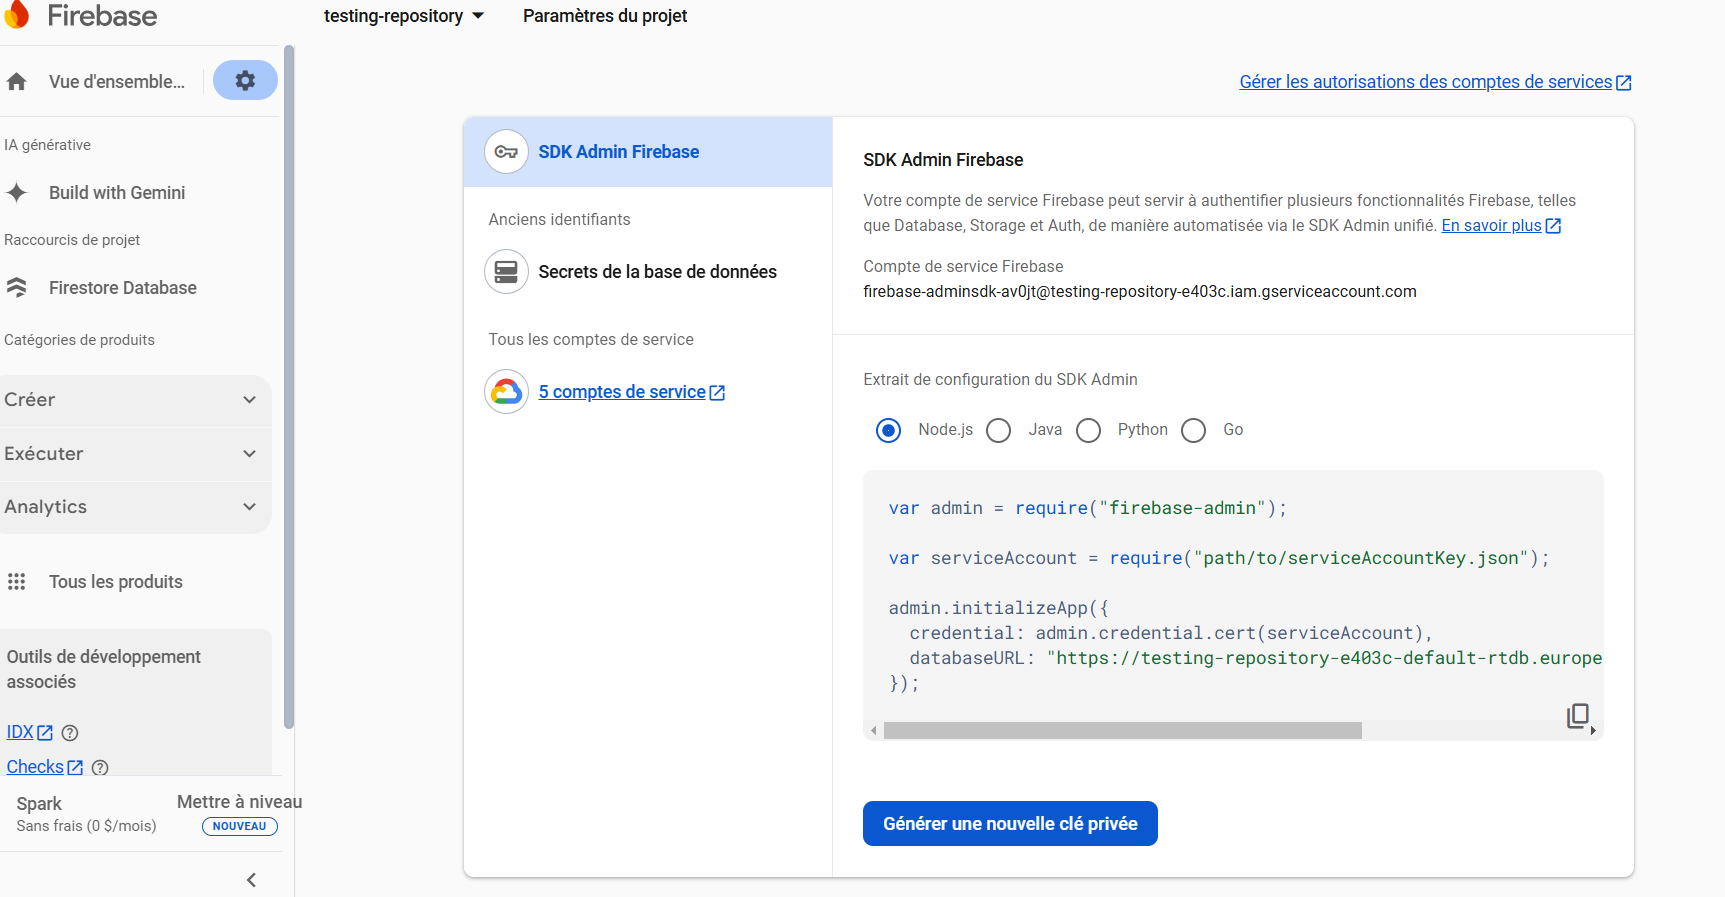 Firebase
testing-repository
Paramètres du projet
Vue d'ensemble...
Gérer les autorisations des comptes de services
IA générative
Build with Gemini
Raccourcis de projet
Firestore Database
Catégories de produits
Créer
Exécuter
Analytics
Tous les produits
Outils de développement
associés
IDX
Checks
Spark
Sans frais (0 $/mois)
Mettre à niveau
NOUVEAU
SDK Admin Firebase
Anciens identifiants
Secrets de la base de données
Tous les comptes de service
5 comptes de service
SDK Admin Firebase
Votre compte de service Firebase peut servir à authentifier plusieurs fonctionnalités Firebase, telles
que Database, Storage et Auth, de manière automatisée via le SDK Admin unifié. En savoir plus
Compte de service Firebase
firebase-adminsdk-av0jt@testing-repository-e403c.iam.gserviceaccount.com
Extrait de configuration du SDK Admin
Node.js Java Python Go
var admin = require("firebase-admin");
var serviceAccount = require("path/to/serviceAccountKey.json");
admin.initializeApp({
credential: admin.credential.cert(serviceAccount),
databaseURL: "https://testing-repository-e403c-default-rtdb.europe
});
Générer une nouvelle clé privée